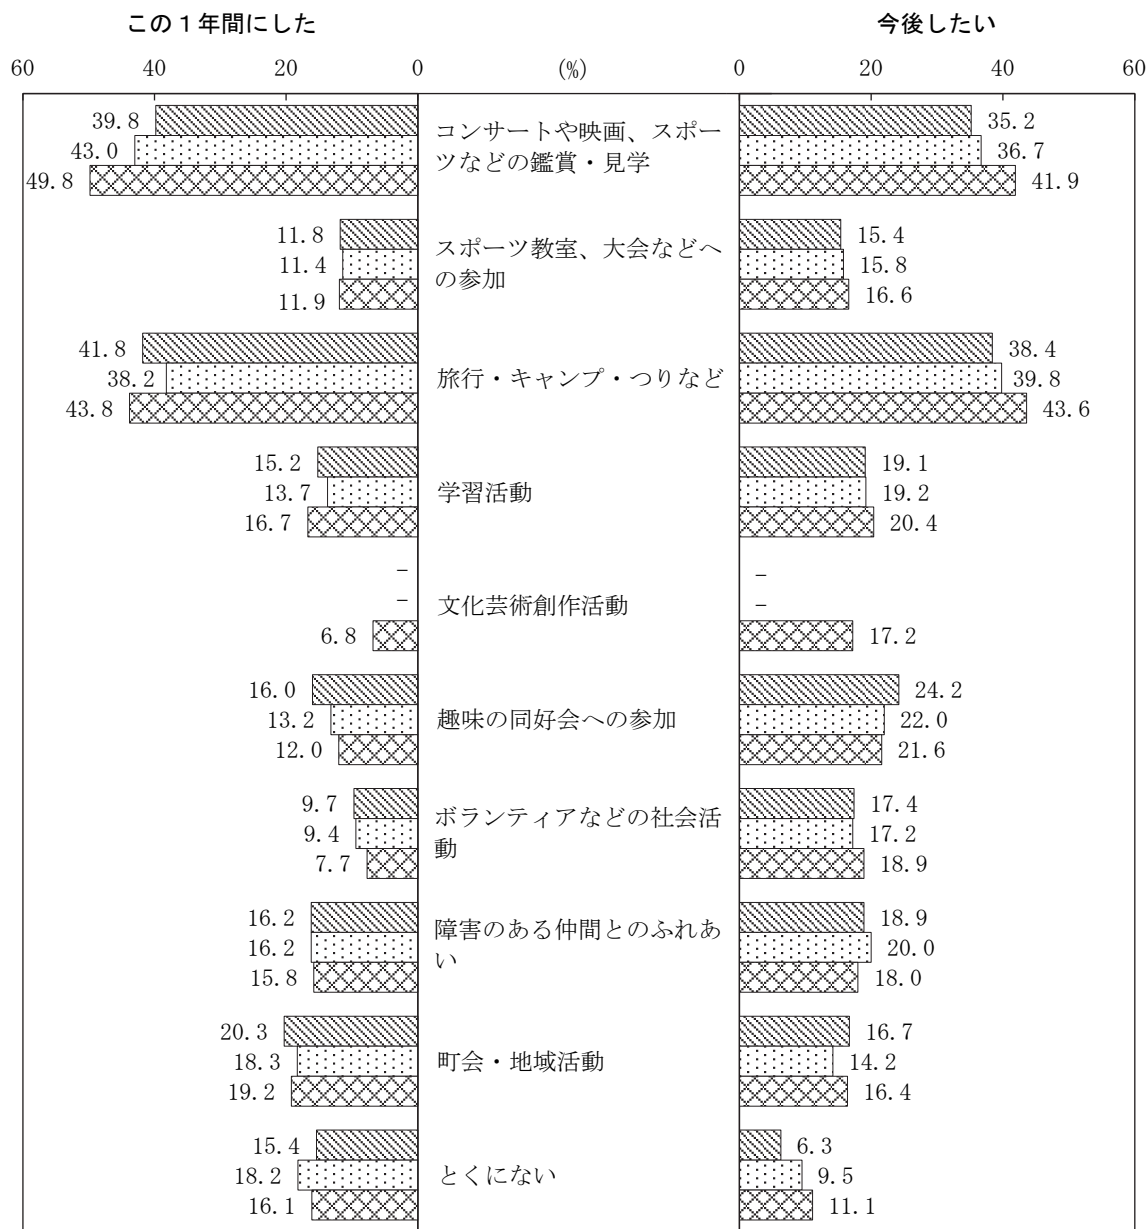 この1年間にした 今後したい
60 40 20 0 (%) 0 20 40 60
39.8 コンサートや映画、スポー 35.2
43.0 ツなどの鑑賞・見学 36.7
49.8 41.9
11.8 スポーツ教室、大会などへ 15.4
11.4 の参加 15.8
11.9 16.6
41.8 38.4
38.2 旅行・キャンプ・つりなど 39.8
43.8 43.6
15.2 19.1
13.7 学習活動 19.2
16.7 20.4
– –
– 文化芸術創作活動 –
6.8 17.2
16.0 24.2
13.2 趣味の同好会への参加 22.0
12.0 21.6
9.7 ボランティアなどの社会活 17.4
9.4 動 17.2
7.7 18.9
16.2 障害のある仲間とのふれあ 18.9
16.2 い 20.0
15.8 18.0
20.3 16.7
18.3 町会・地域活動 14.2
19.2 16.4
15.4 6.3
18.2 とくにない 9.5
16.1 11.1